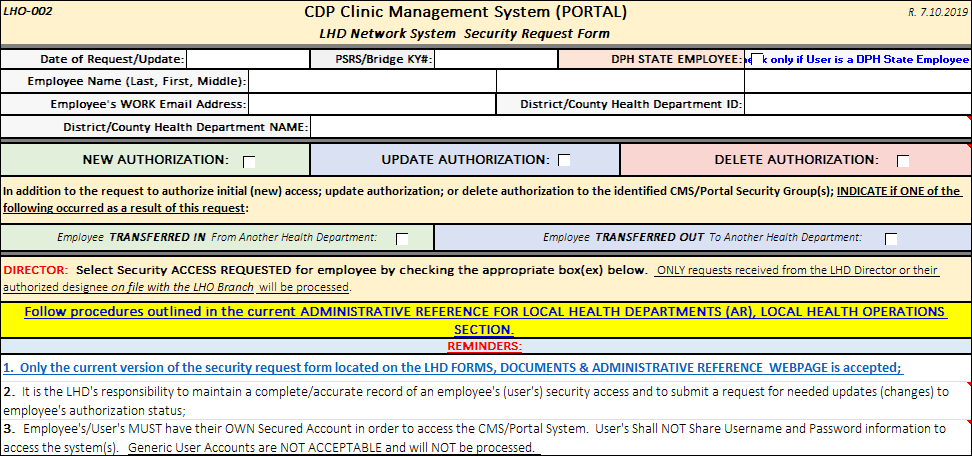 LHO-002 CDP Clinic Management System (PORTAL) R. 7.10.2019
LHD Network System Security Request Form
Date of Request/Update: PSRS/Bridge KY#: DPH STATE EMPLOYEE: k only if User is a DPH State Employee
Employee Name (Last, First, Middle):
Employee's WORK Email Address: District/County Health Department ID:
District/County Health Department NAME:
NEW AUTHORIZATION: UPDATE AUTHORIZATION: DELETE AUTHORIZATION:
In addition to the request to authorize initial (new) access; update authorization; or delete authorization to the identified CMS/Portal Security Group(s); INDICATE if ONE of the
following occurred as a result of this request:
Employee TRANSFERRED IN From Another Health Department: Employee TRANSFERRED OUT To Another Health Department:
DIRECTOR: Select Security ACCESS REQUESTED for employee by checking the appropriate box(ex) below. ONLY requests received from the LHD Director or their
authorized designee on file with the LHO Branch will be processed.
Follow procedures outlined in the current ADMINISTRATIVE REFERENCE FOR LOCAL HEALTH DEPARTMENTS (AR), LOCAL HEALTH OPERATIONS
SECTION.
REMINDERS:
1. Only the current version of the security request form located on the LHD FORMS, DOCUMENTS & ADMINISTRATIVE REFERENCE WEBPAGE is accepted;
2. It is the LHD's responsibility to maintain a complete/accurate record of an employee's (user's) security access and to submit a request for needed updates (changes) to
employee's authorization status;
3. Employee's/User's MUST have their OWN Secured Account in order to access the CMS/Portal System. User's Shall NOT Share Username and Password information to
access the system(s). Generic User Accounts are NOT ACCEPTABLE and will NOT be processed.